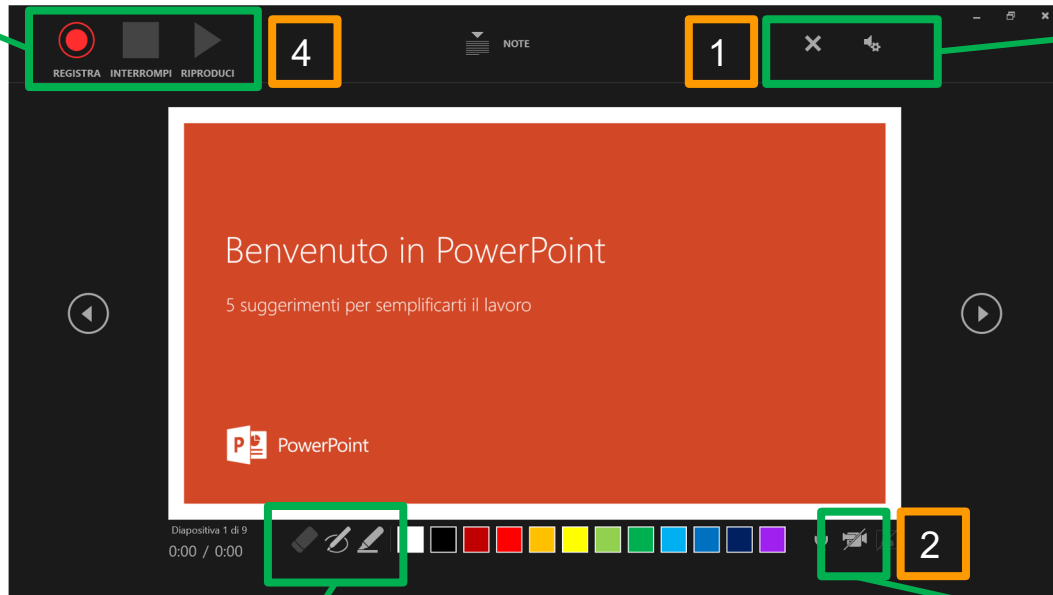 4
NOTE
1
REGISTRA INTERROMPI RIPRODUCI
Benvenuto in PowerPoint
5 suggerimenti per semplificarti il lavoro
P PowerPoint
Diapositiva 1 di 9
0:00 / 0:00
2